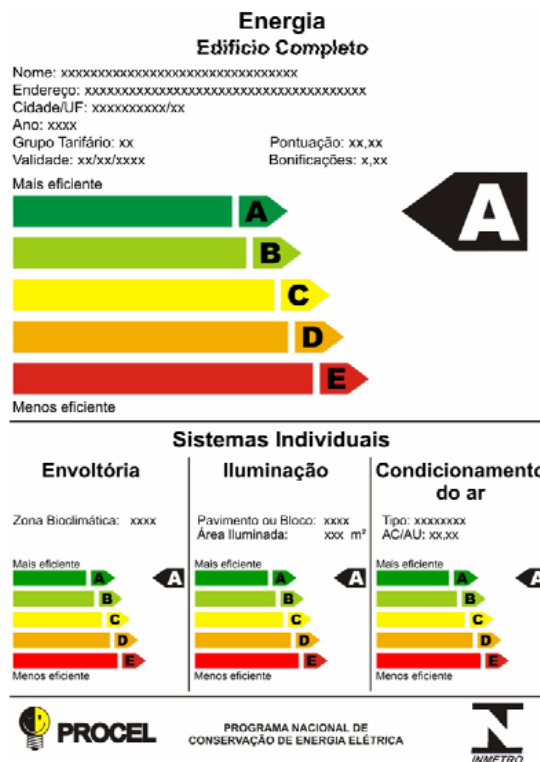 Energia
Edifício Completo
Nome: xxxxxxxxxxxxxxxxxxxxxxxxxxxxxxxx
Endereço: xxxxxxxxxxxxxxxxxxxxxxxxxxxxxxxxxxxxxx
Cidade/UF: xxxxxxxxxx/xx
Ano: xxxx
Grupo Tarifário: xx Pontuação: xx,xx
Validade: xx/xx/xxxx Bonificações: x,xx
Mais eficiente
A A
B
C
D
E
Menos eficiente
Sistemas Individuais
Envoltória
Zona Bioclimática: xxxx
Mais eficiente
A A
B
C
D
E
Menos eficiente
Iluminação
Pavimento ou Bloco: xxxx
Área Iluminada: xxx m²
Mais eficiente
A A
B
C
D
E
Menos eficiente
Condicionamento
do ar
Tipo: xxxxxxxx
AC/AU: xx,xx
Mais eficiente
A A
B
C
D
E
Menos eficiente
PROCEL
PROGRAMA NACIONAL DE
CONSERVAÇÃO DE ENERGIA ELÉTRICA
INMETRO